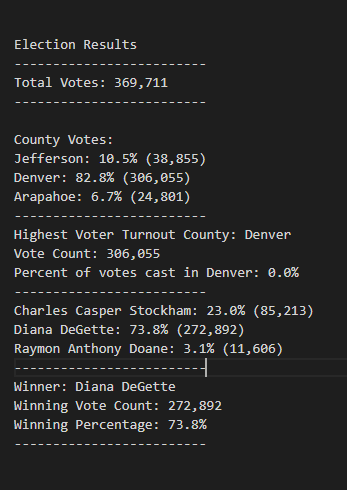 Election Results
-------------------------
Total Votes: 369,711
-------------------------
County Votes:
Jefferson: 10.5% (38,855)
Denver: 82.8% (306,055)
Arapahoe: 6.7% (24,801)
-------------------------
Highest Voter Turnout County: Denver
Vote Count: 306,055
Percent of votes cast in Denver: 0.0%
-------------------------
Charles Casper Stockham: 23.0% (85,213)
Diana DeGette: 73.8% (272,892)
Raymon Anthony Doane: 3.1% (11,606)
-------------------------
Winner: Diana DeGette
Winning Vote Count: 272,892
Winning Percentage: 73.8%
-------------------------